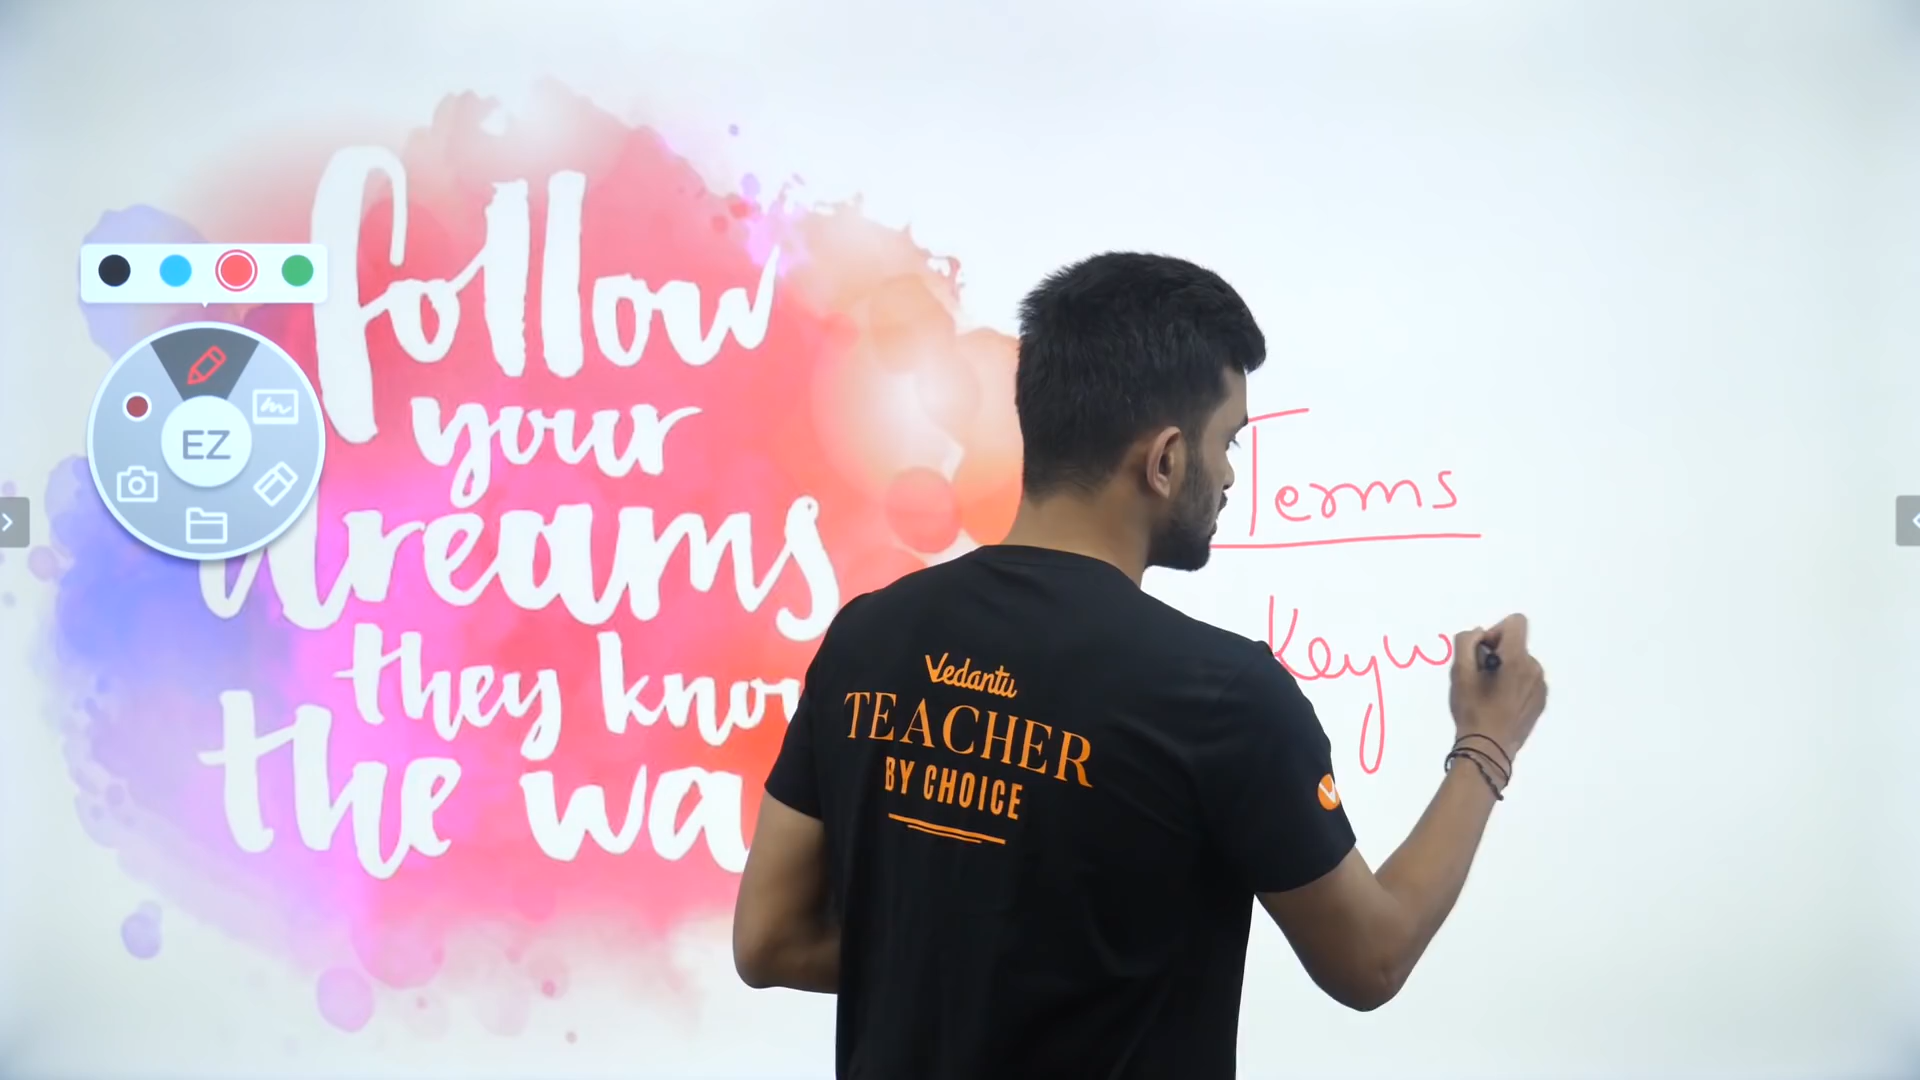 follow
your
dreams
they know
the wa
EZ
Terms
Keyw
Vedantu
TEACHER
BY CHOICE